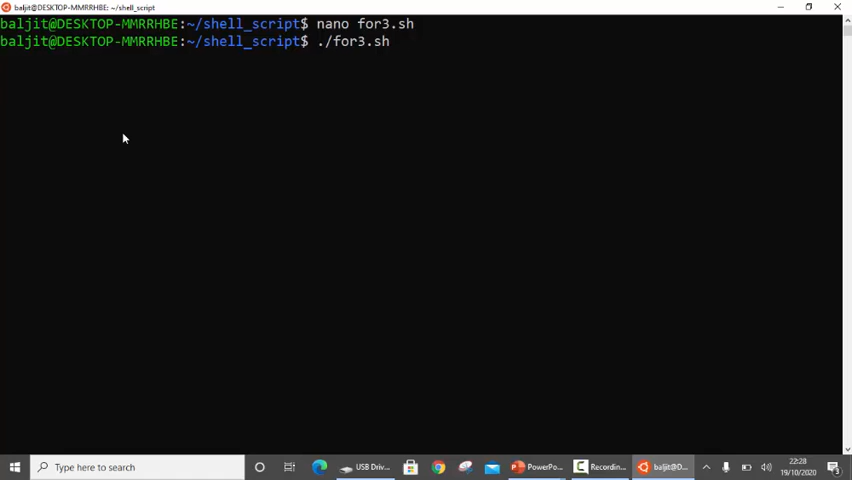 baljit@DESKTOP-MMRRHBE: ~/shell_script
baljit@DESKTOP-MMRRHBE:~/shell_script$ nano for3.sh
baljit@DESKTOP-MMRRHBE:~/shell_script$ ./for3.sh
Type here to search
USB Driv...
PowerPo...
Recordin...
baljit@D...
22:28
19/10/2020
3